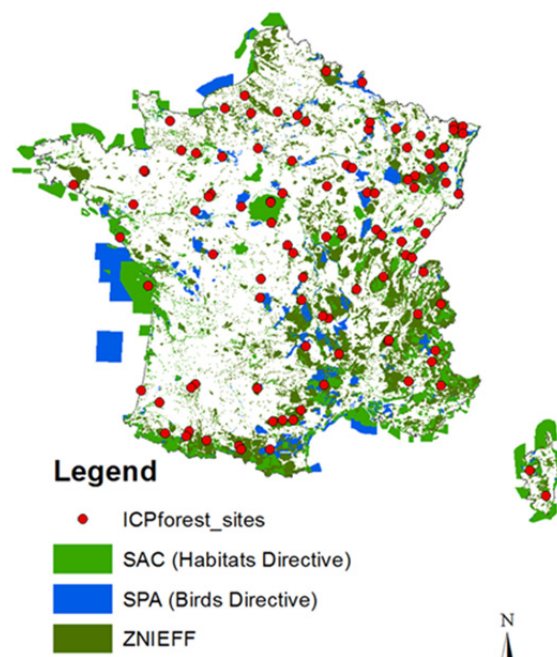 Legend
ICPforest_sites
SAC (Habitats Directive)
SPA (Birds Directive)
ZNIEFF
N